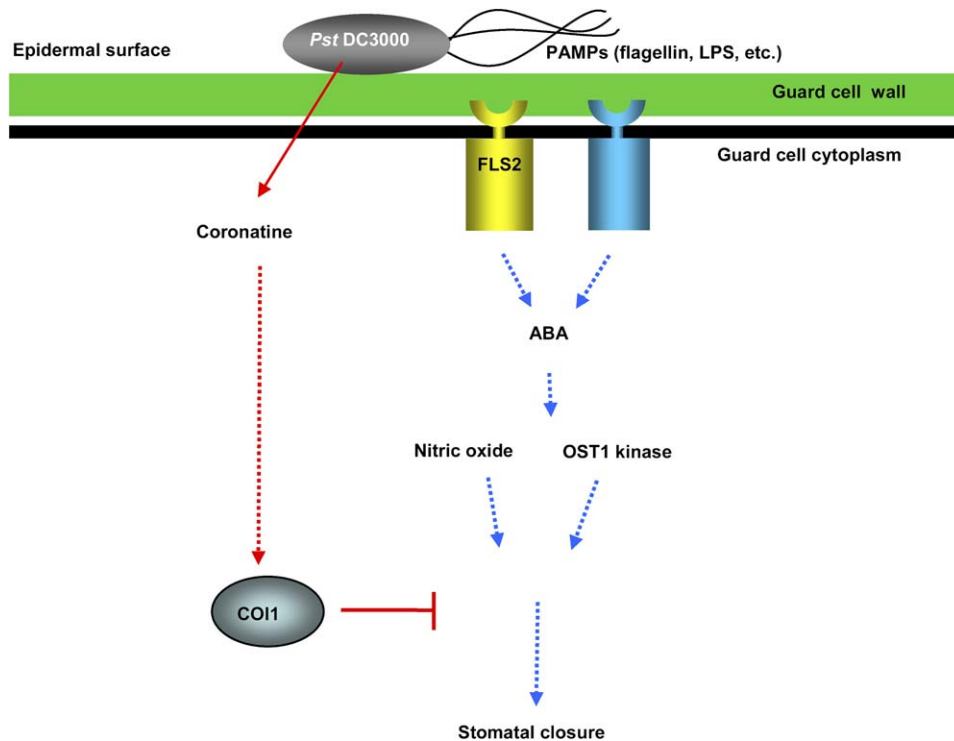 Pst DC3000
Epidermal surface
PAMPs (flagellin, LPS, etc.)
Guard cell wall
Guard cell cytoplasm
FLS2
Coronatine
ABA
Nitric oxide
OST1 kinase
COI1
Stomatal closure